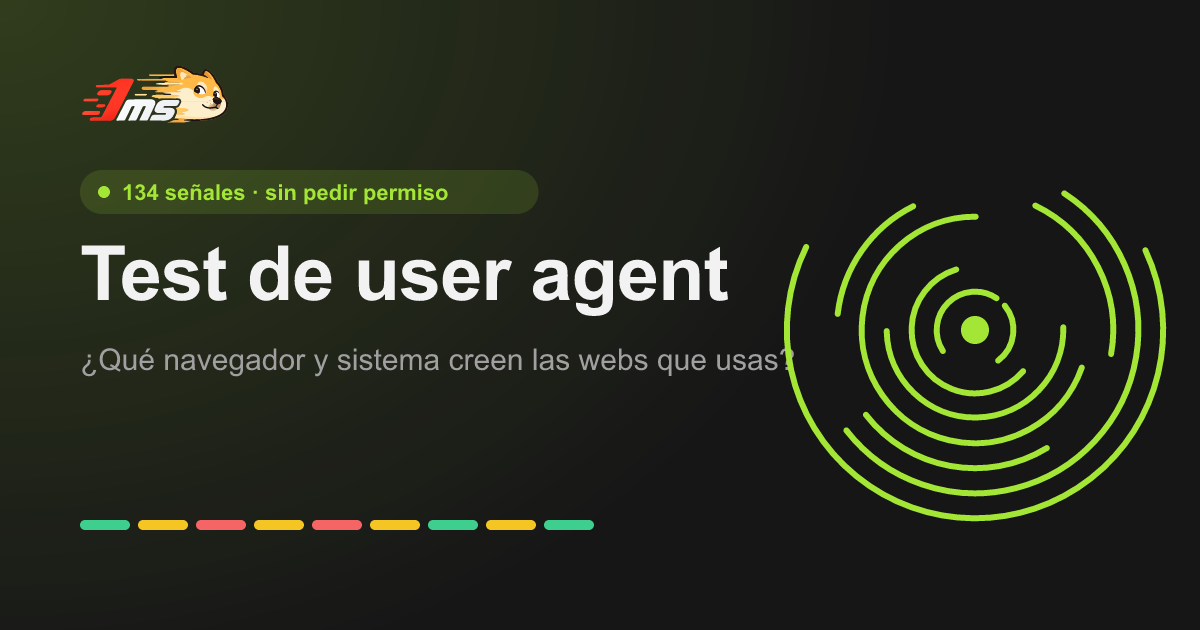 1ms
134 señales · sin pedir permiso
Test de user agent
¿Qué navegador y sistema creen las webs que usas?